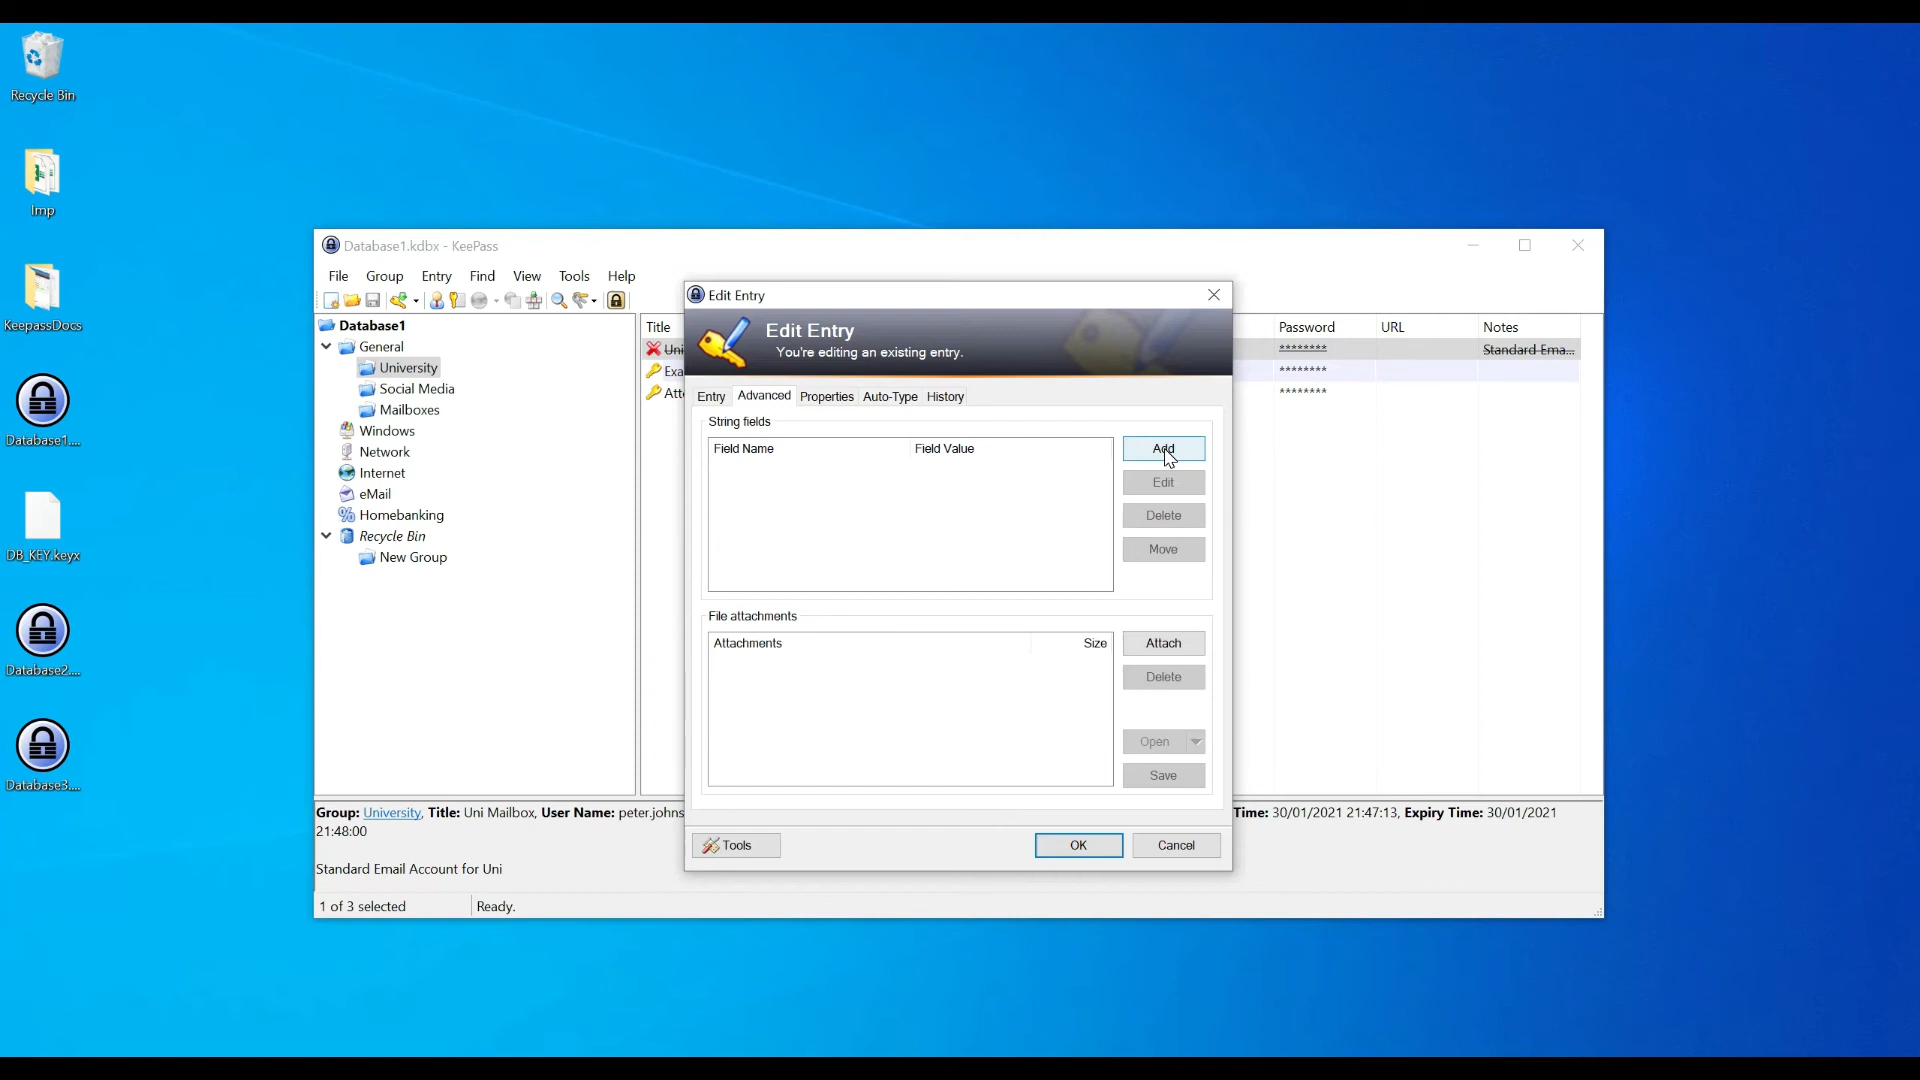 Recycle Bin
Imp
KeepassDocs
Database1....
DB_KEY.keyx
Database2....
Database3....
Database1.kdbx - KeePass
File Group Entry Find View Tools Help
Database1
General
University
Social Media
Mailboxes
Windows
Network
Internet
eMail
Homebanking
Recycle Bin
New Group
Title Password URL Notes
Uni ******** Standard Ema...
Exa ********
Atte ********
Edit Entry
Edit Entry
You're editing an existing entry.
Entry Advanced Properties Auto-Type History
String fields
Field Name Field Value
Add
Edit
Delete
Move
File attachments
Attachments Size
Attach
Delete
Open
Save
Tools OK Cancel
Group: University, Title: Uni Mailbox, User Name: peter.johns Time: 30/01/2021 21:47:13, Expiry Time: 30/01/2021
21:48:00
Standard Email Account for Uni
1 of 3 selected Ready.